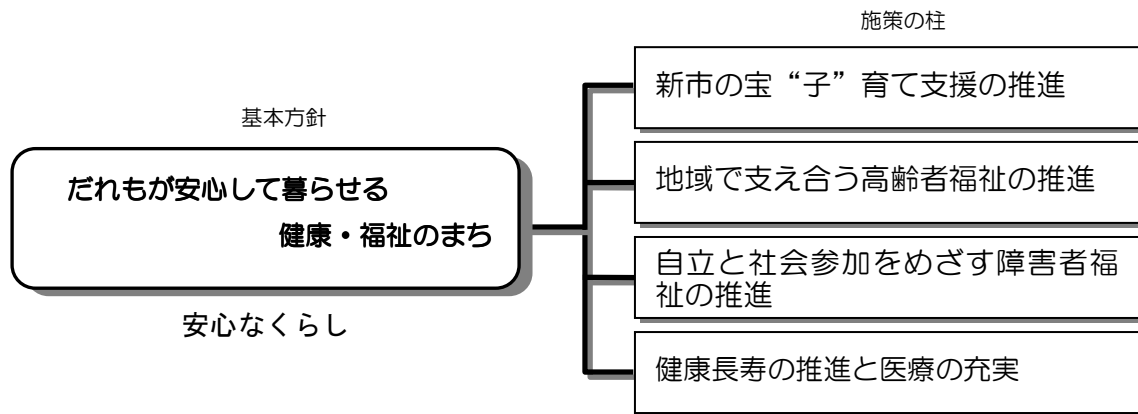 基本方針
だれもが安心して暮らせる
健康・福祉のまち
安心なくらし
施策の柱
新市の宝“子”育て支援の推進
地域で支え合う高齢者福祉の推進
自立と社会参加をめざす障害者福
祉の推進
健康長寿の推進と医療の充実